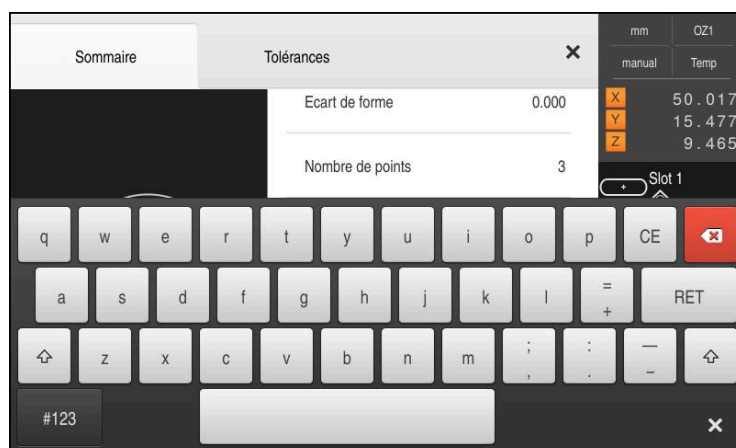 Sommaire
Tolérances
×
mm
OZ1
manual
Temp
Ecart de forme
0.000
X 50.017
Y 15.477
Z 9.465
Nombre de points
3
Slot 1
q w e r t y u i o p CE
a s d f g h j k l = + RET
z x c v b n m ; , : . — –
#123
×